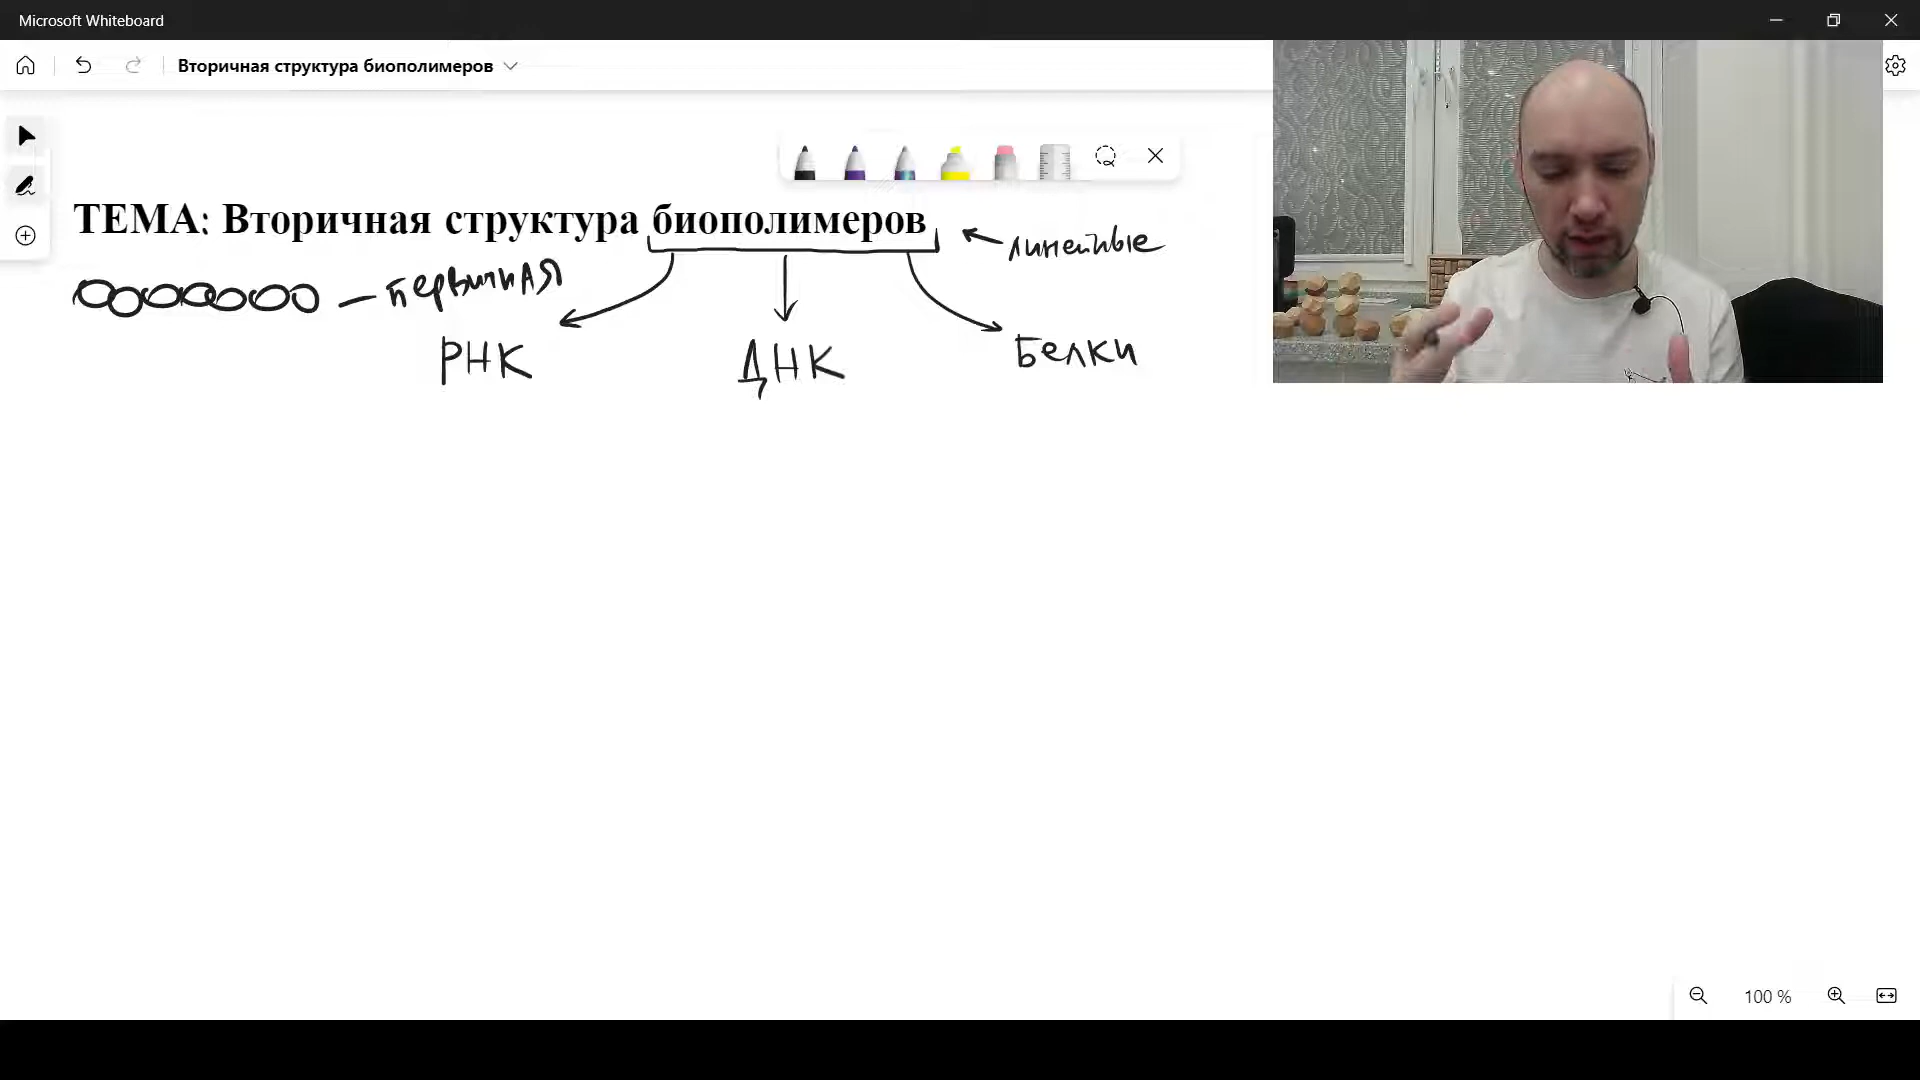 Microsoft Whiteboard
Вторичная структура биополимеров
ТЕМА: Вторичная структура биополимеров
линейные
первичная
РНК
ДНК
Белки
100 %